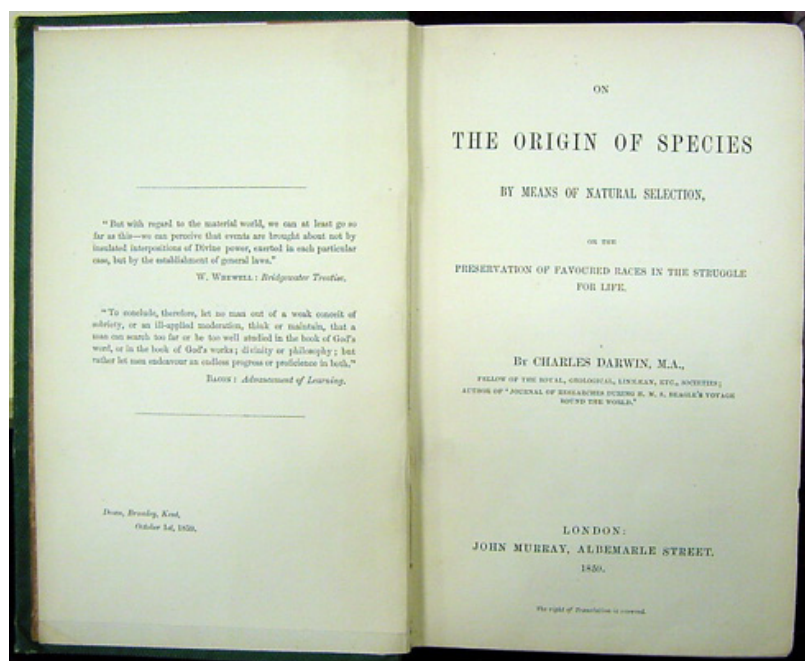 "But with regard to the material world, we can at least go so
far as this—we can perceive that events are brought about not by
insulated interpositions of Divine power, exerted in each particular
case, but by the establishment of general laws."
W. WHEWELL: Bridgewater Treatise.
"To conclude, therefore, let no man out of a weak conceit of
sobriety, or an ill-applied moderation, think or maintain, that a
man can search too far or be too well studied in the book of God's
word, or in the book of God's works; divinity or philosophy; but
rather let men endeavour an endless progress or proficience in both."
BACON: Advancement of Learning.
Down, Bromley, Kent,
October 1st, 1859.
ON
THE ORIGIN OF SPECIES
BY MEANS OF NATURAL SELECTION,
OR THE
PRESERVATION OF FAVOURED RACES IN THE STRUGGLE
FOR LIFE.
BY CHARLES DARWIN, M.A.,
FELLOW OF THE ROYAL, GEOLOGICAL, LINNÆAN, ETC., SOCIETIES;
AUTHOR OF "JOURNAL OF RESEARCHES DURING H. M. S. BEAGLE'S VOYAGE
ROUND THE WORLD."
LONDON:
JOHN MURRAY, ALBEMARLE STREET.
1859.
The right of Translation is reserved.